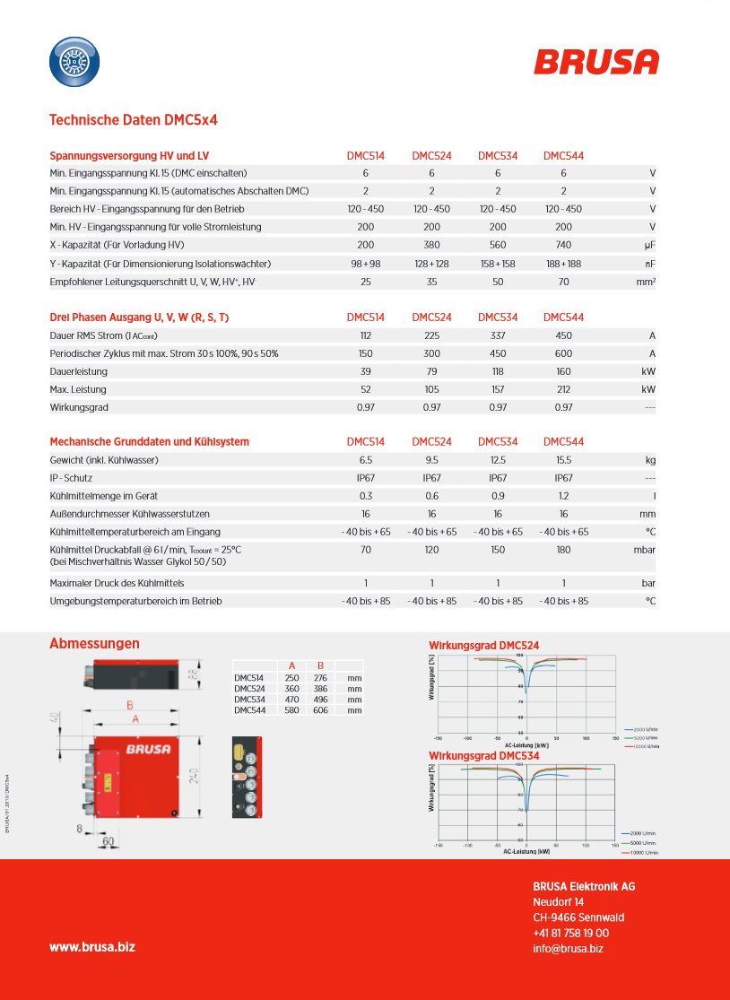 BRUSA
Technische Daten DMC5x4
Spannungsversorgung HV und LV DMC514 DMC524 DMC534 DMC544
Min. Eingangsspannung Kl. 15 (DMC einschalten) 6 6 6 6 V
Min. Eingangsspannung Kl. 15 (automatisches Abschalten DMC) 2 2 2 2 V
Bereich HV - Eingangsspannung für den Betrieb 120 - 450 120 - 450 120 - 450 120 - 450 V
Min. HV - Eingangsspannung für volle Stromleistung 200 200 200 200 V
X - Kapazität (Für Vorladung HV) 200 380 560 740 µF
Y - Kapazität (Für Dimensionierung Isolationswächter) 98 + 98 128 + 128 158 + 158 188 + 188 nF
Empfohlener Leitungsquerschnitt U, V, W, HV⁺, HV⁻ 25 35 50 70 mm²
Drei Phasen Ausgang U, V, W (R, S, T) DMC514 DMC524 DMC534 DMC544
Dauer RMS Strom (I ACcont) 112 225 337 450 A
Periodischer Zyklus mit max. Strom 30 s 100%, 90 s 50% 150 300 450 600 A
Dauerleistung 39 79 118 160 kW
Max. Leistung 52 105 157 212 kW
Wirkungsgrad 0.97 0.97 0.97 0.97 ---
Mechanische Grunddaten und Kühlsystem DMC514 DMC524 DMC534 DMC544
Gewicht (inkl. Kühlwasser) 6.5 9.5 12.5 15.5 kg
IP - Schutz IP67 IP67 IP67 IP67 ---
Kühlmittelmenge im Gerät 0.3 0.6 0.9 1.2 l
Außendurchmesser Kühlwasserstutzen 16 16 16 16 mm
Kühlmitteltemperaturbereich am Eingang - 40 bis + 65 - 40 bis + 65 - 40 bis + 65 - 40 bis + 65 °C
Kühlmittel Druckabfall @ 6 l / min, Tcoolant = 25°C 70 120 150 180 mbar
(bei Mischverhältnis Wasser Glykol 50 / 50)
Maximaler Druck des Kühlmittels 1 1 1 1 bar
Umgebungstemperaturbereich im Betrieb - 40 bis + 85 - 40 bis + 85 - 40 bis + 85 - 40 bis + 85 °C
Abmessungen
88
B
A
40
BRUSA
240
8
60
A B
DMC514 250 276 mm
DMC524 360 386 mm
DMC534 470 496 mm
DMC544 580 606 mm
Wirkungsgrad DMC524
Wirkungsgrad [%]
100
90
80
70
60
50
-150 -100 -50 0 50 100 150
AC-Leistung [kW]
2000 U/min
5000 U/min
10000 U/min
Wirkungsgrad DMC534
Wirkungsgrad [%]
100
90
80
70
60
50
-150 -100 -50 0 50 100 150
AC-Leistung [kW]
2000 U/min.
5000 U/min.
10000 U/min.
BRUSA/01.2013/DMC5x4
www.brusa.biz
BRUSA Elektronik AG
Neudorf 14
CH-9466 Sennwald
+41 81 758 19 00
info@brusa.biz